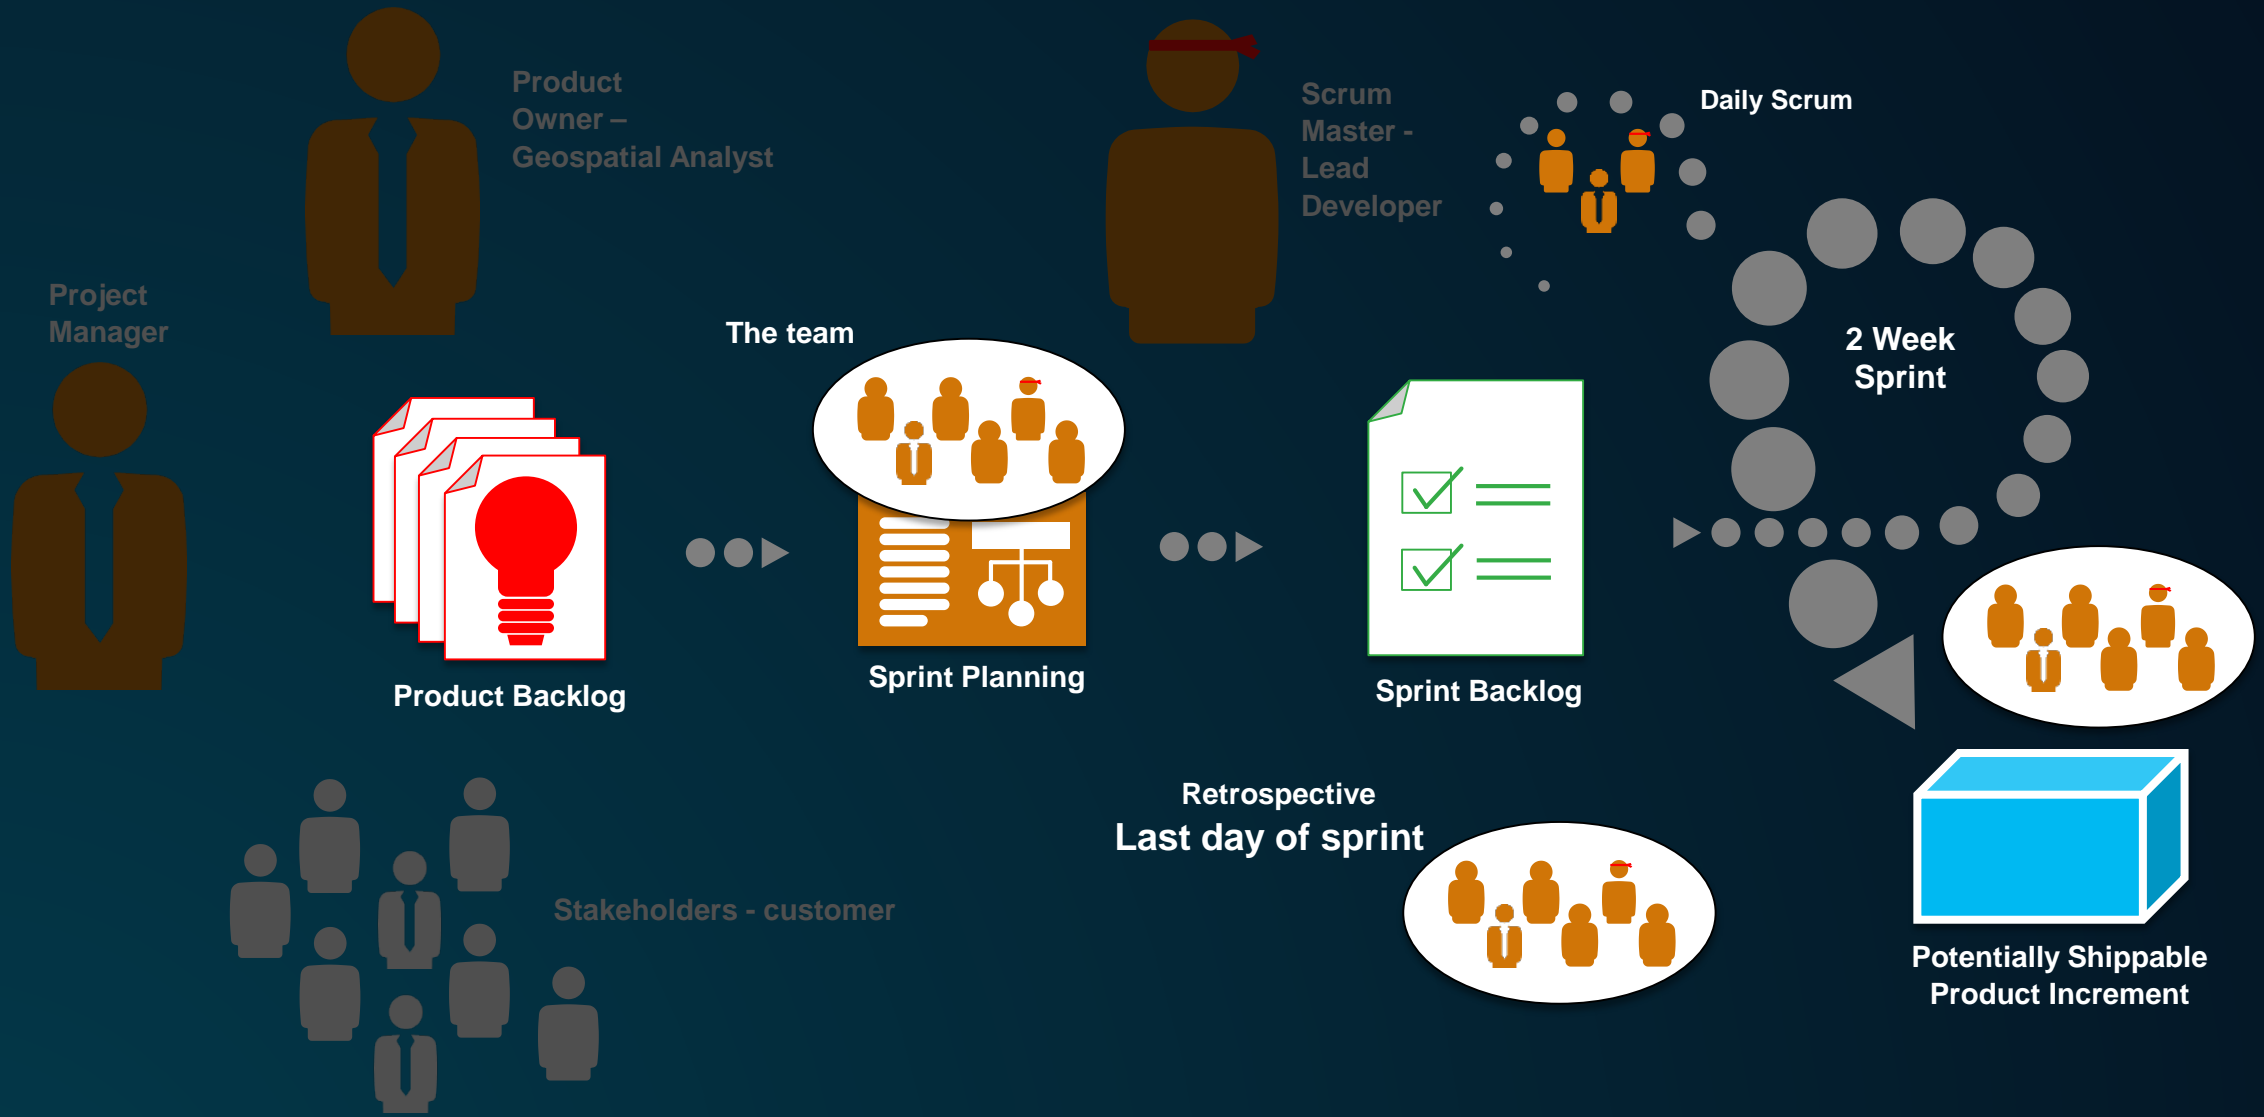 Product
Owner –
Geospatial Analyst
Scrum
Master -
Lead
Developer
Daily Scrum
Project
Manager
The team
2 Week
Sprint
Product Backlog
Sprint Planning
Sprint Backlog
Retrospective
Last day of sprint
Stakeholders - customer
Potentially Shippable
Product Increment